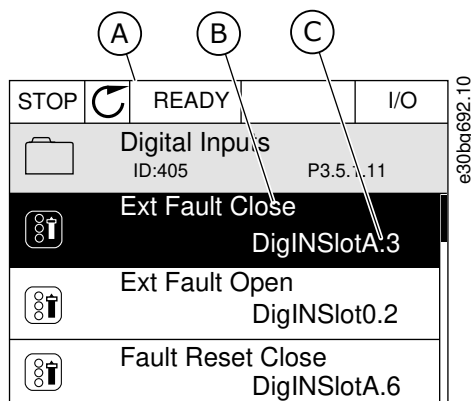 A B C
STOP READY I/O
Digital Inputs
ID:405 P3.5.1.11
Ext Fault Close
DigINSlotA.3
Ext Fault Open
DigINSlot0.2
Fault Reset Close
DigINSlotA.6
e30bg692.10